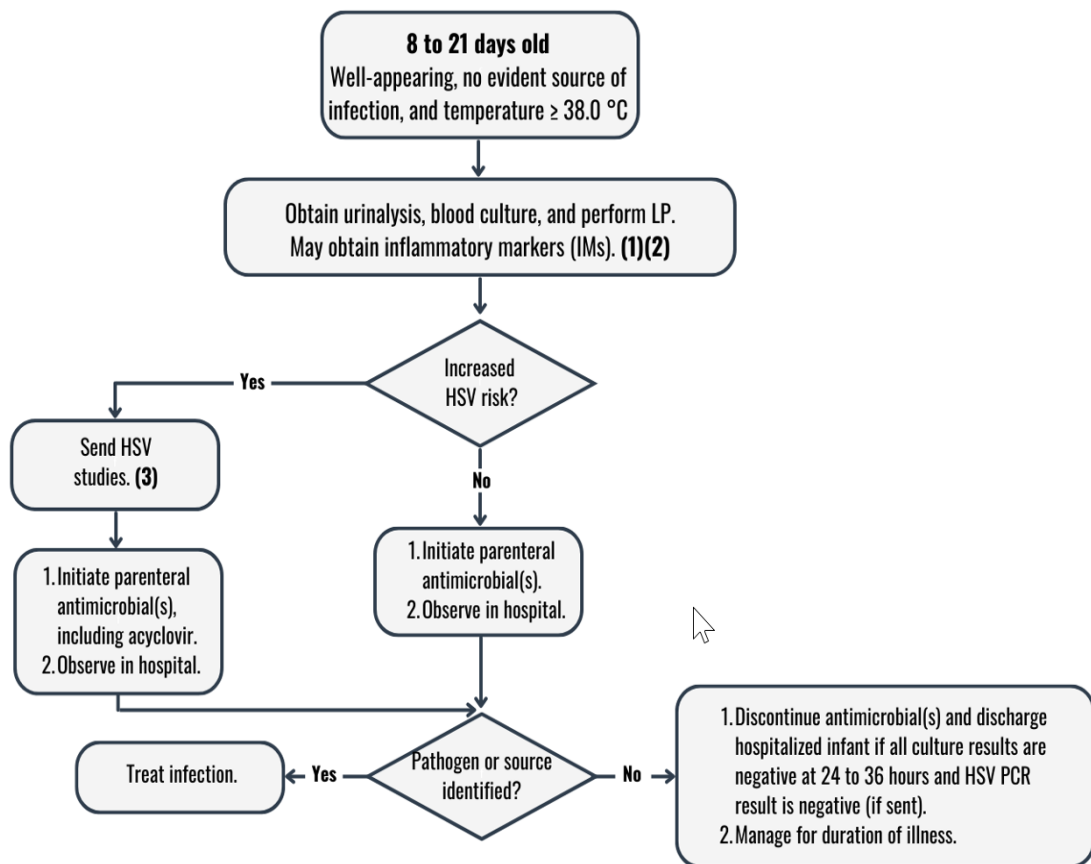 8 to 21 days old
Well-appearing, no evident source of
infection, and temperature ≥ 38.0 °C
Obtain urinalysis, blood culture, and perform LP.
May obtain inflammatory markers (IMs). (1)(2)
Increased
HSV risk?
Yes
No
Send HSV
studies. (3)
1. Initiate parenteral
antimicrobial(s),
including acyclovir.
2. Observe in hospital.
1. Initiate parenteral
antimicrobial(s).
2. Observe in hospital.
Pathogen or source
identified?
Yes
No
Treat infection.
1. Discontinue antimicrobial(s) and discharge
hospitalized infant if all culture results are
negative at 24 to 36 hours and HSV PCR
result is negative (if sent).
2. Manage for duration of illness.